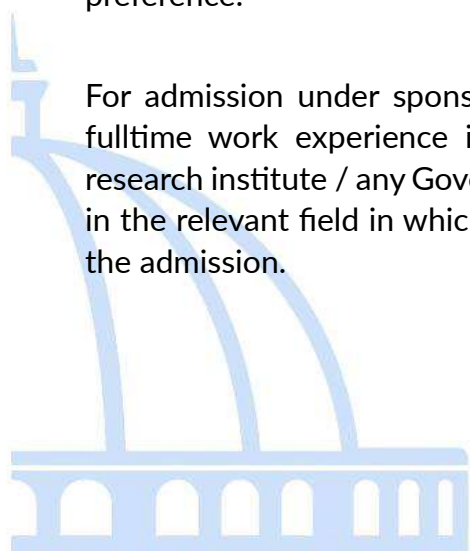 preference.
For admission under spons
fulltime work experience i
research institute / any Gove
in the relevant field in whic
the admission.